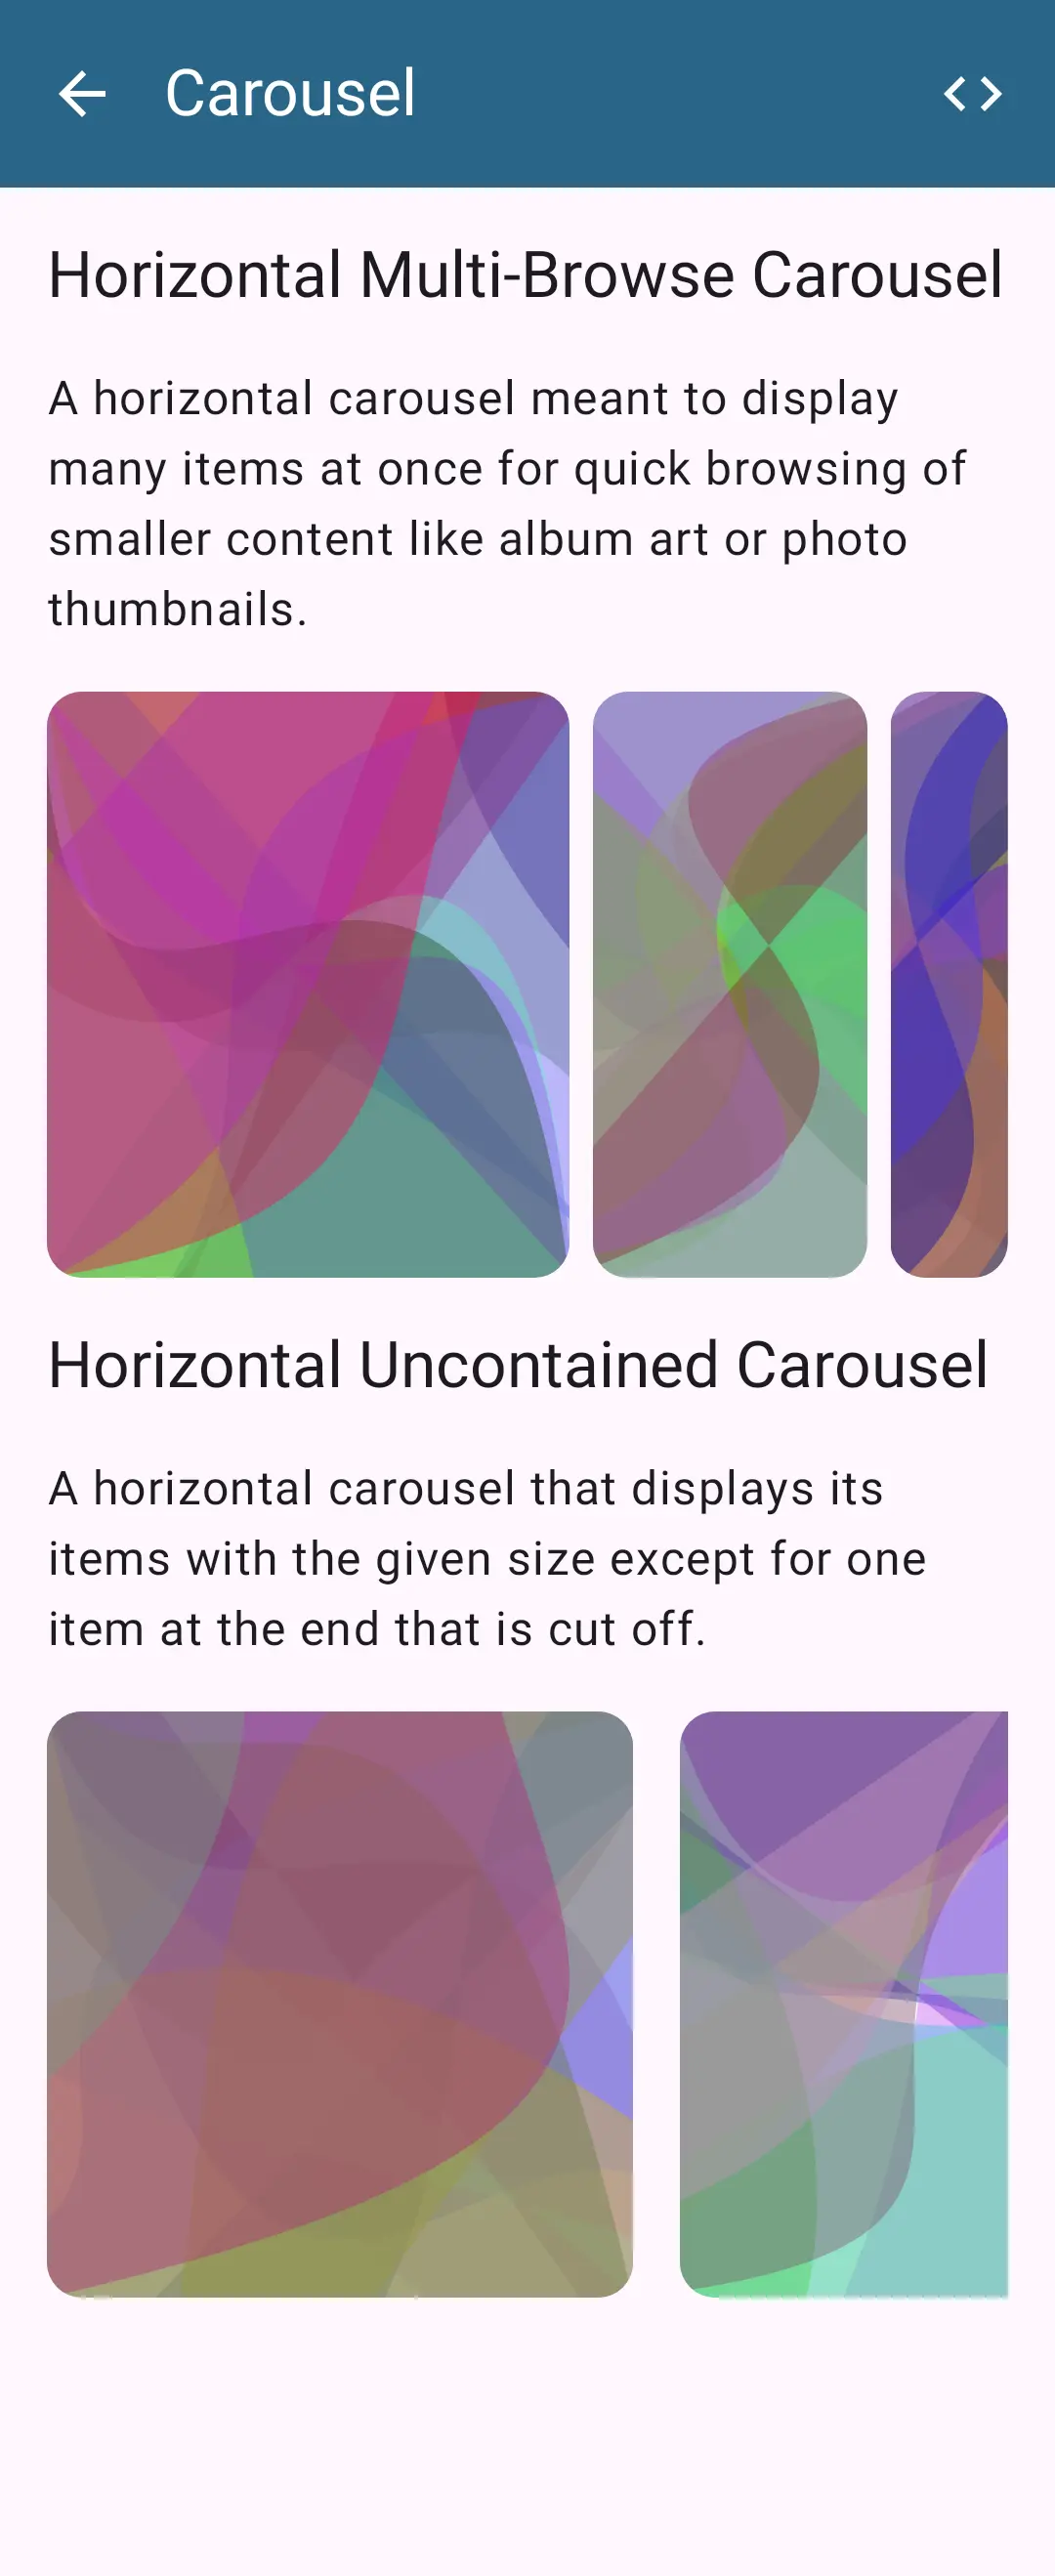 Carousel
Horizontal Multi-Browse Carousel
A horizontal carousel meant to display
many items at once for quick browsing of
smaller content like album art or photo
thumbnails.
Horizontal Uncontained Carousel
A horizontal carousel that displays its
items with the given size except for one
item at the end that is cut off.